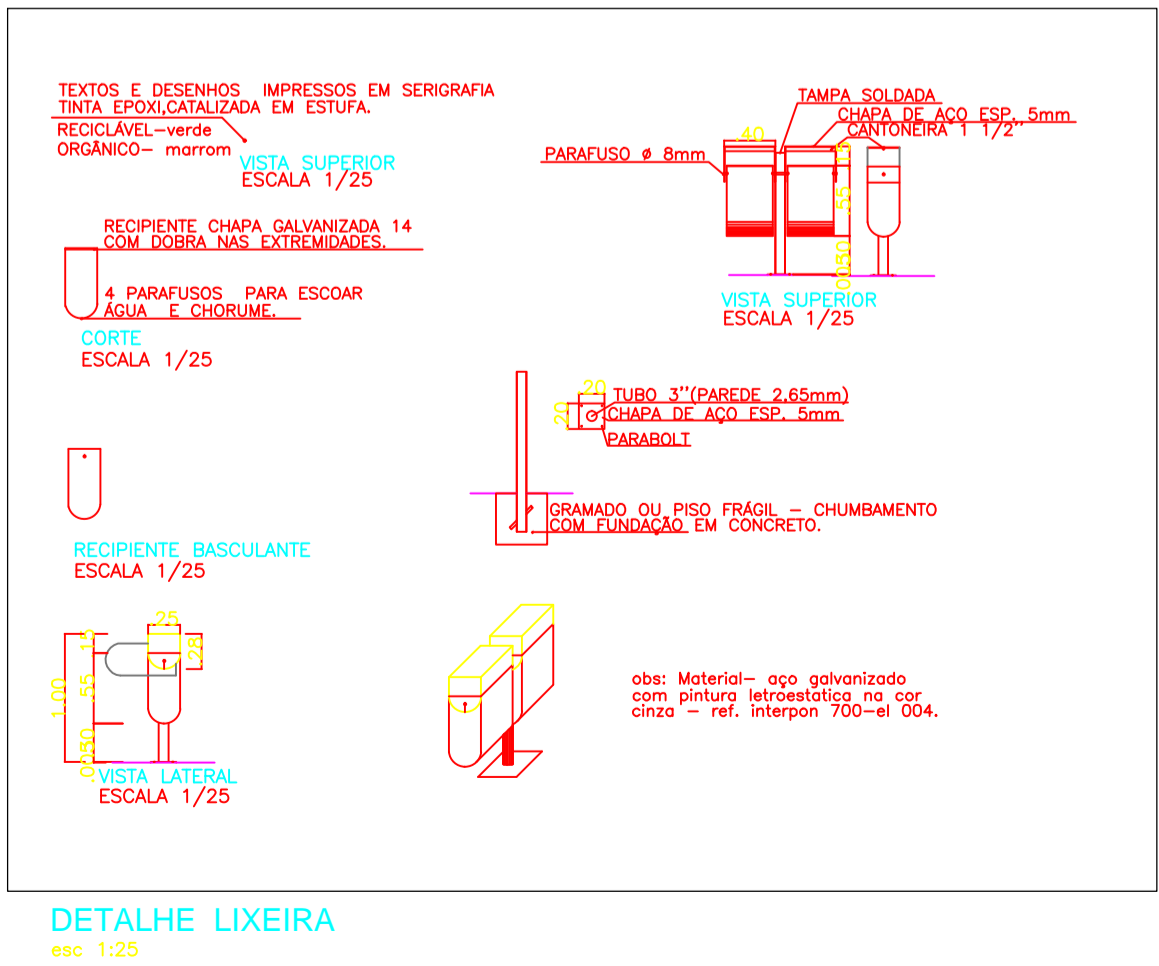 TEXTOS E DESENHOS IMPRESSOS EM SERIGRAFIA
TINTA EPOXI,CATALIZADA EM ESTUFA.
RECICLÁVEL-verde
ORGÂNICO- marrom
VISTA SUPERIOR
ESCALA 1/25
RECIPIENTE CHAPA GALVANIZADA 14
COM DOBRA NAS EXTREMIDADES.
4 PARAFUSOS PARA ESCOAR
ÁGUA E CHORUME.
CORTE
ESCALA 1/25
RECIPIENTE BASCULANTE
ESCALA 1/25
.25
.15
.28
1.00
.55
.30
.005
VISTA LATERAL
ESCALA 1/25
TAMPA SOLDADA
CHAPA DE AÇO ESP. 5mm
CANTONEIRA 1 1/2"
PARAFUSO ø 8mm
.40
.15
.55
.30
.005
VISTA SUPERIOR
ESCALA 1/25
.20
.20
TUBO 3''(PAREDE 2,65mm)
CHAPA DE AÇO ESP. 5mm
PARABOLT
GRAMADO OU PISO FRÁGIL - CHUMBAMENTO
COM FUNDAÇÃO EM CONCRETO.
obs: Material- aço galvanizado
com pintura letroestatica na cor
cinza - ref. interpon 700-el 004.
DETALHE LIXEIRA
esc 1:25